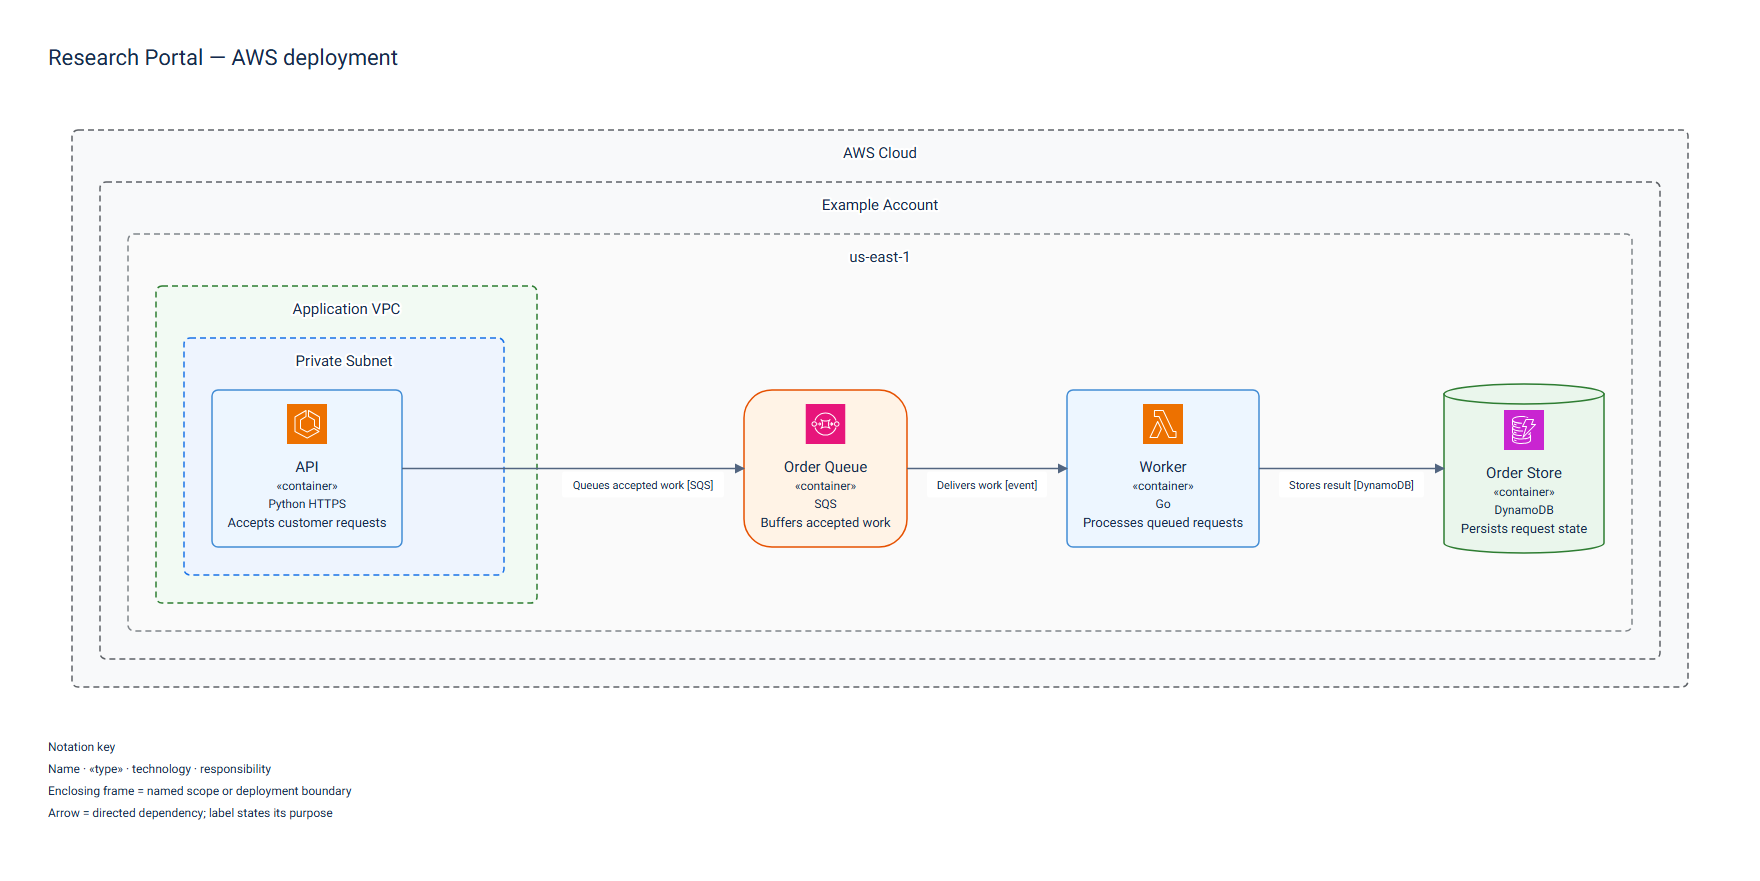 Research Portal — AWS deployment
AWS Cloud
Example Account
us-east-1
Application VPC
Private Subnet
API
«container»
Python HTTPS
Accepts customer requests
Queues accepted work [SQS]
Order Queue
«container»
SQS
Buffers accepted work
Delivers work [event]
Worker
«container»
Go
Processes queued requests
Stores result [DynamoDB]
Order Store
«container»
DynamoDB
Persists request state
Notation key
Name · «type» · technology · responsibility
Enclosing frame = named scope or deployment boundary
Arrow = directed dependency; label states its purpose